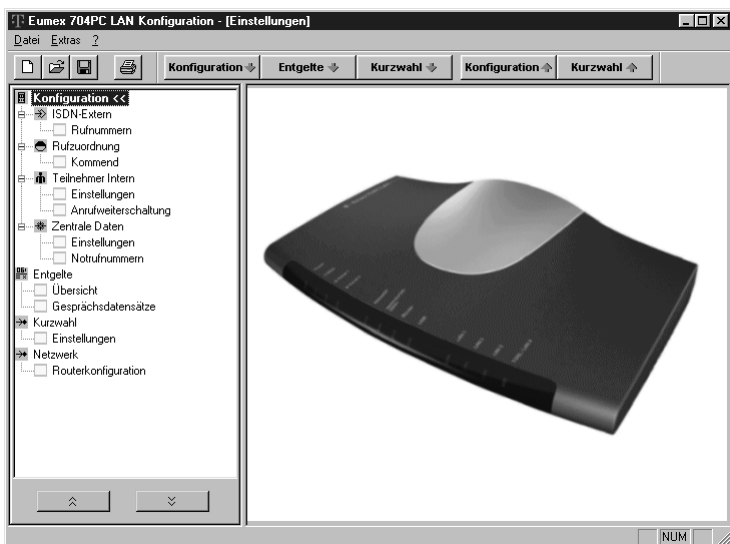 Eumex 704PC LAN Konfiguration - [Einstellungen]
Datei Extras ?
Konfiguration Entgelte Kurzwahl Konfiguration Kurzwahl
Konfiguration <<
ISDN-Extern
Rufnummern
Rufzuordnung
Kommend
Teilnehmer Intern
Einstellungen
Anrufweiterschaltung
Zentrale Daten
Einstellungen
Notrufnummern
Entgelte
Übersicht
Gesprächsdatensätze
Kurzwahl
Einstellungen
Netzwerk
Routerkonfiguration
NUM